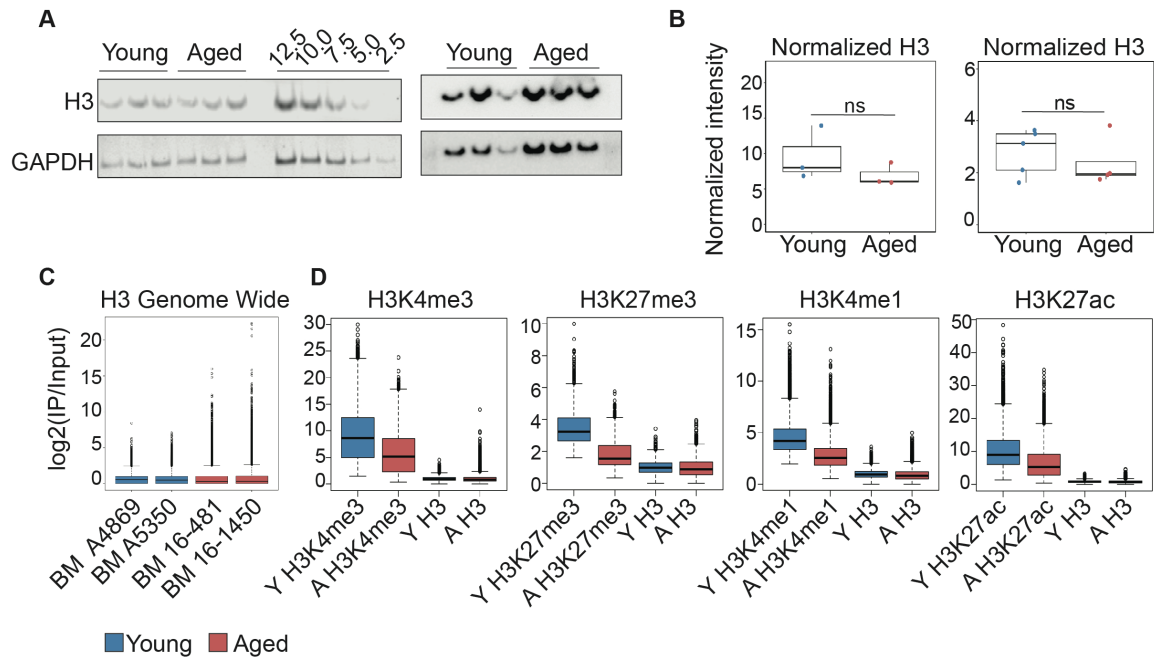 A
Young Aged 12.5 10.0 7.5 5.0 2.5
Young Aged
H3
GAPDH
B
Normalized H3
Normalized H3
Normalized intensity
20
15
10
5
0
ns
Young Aged
6
4
2
0
ns
Young Aged
C
H3 Genome Wide
log2(IP/Input)
20
15
10
5
0
BM A4869
BM A5350
BM 16-481
BM 16-1450
D
H3K4me3
30
25
20
15
10
5
0
Y H3K4me3
A H3K4me3
Y H3
A H3
H3K27me3
10
8
6
4
2
0
Y H3K27me3
A H3K27me3
Y H3
A H3
H3K4me1
15
10
5
0
Y H3K4me1
A H3K4me1
Y H3
A H3
H3K27ac
50
40
30
20
10
0
Y H3K27ac
A H3K27ac
Y H3
A H3
Young Aged